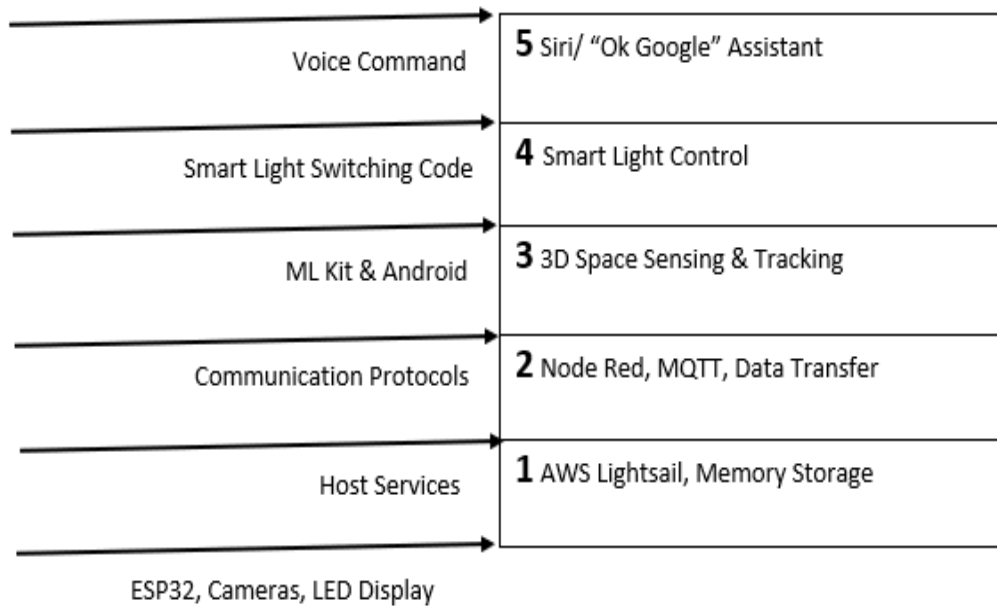 5 Siri/ “Ok Google” Assistant
Voice Command
4 Smart Light Control
Smart Light Switching Code
3 3D Space Sensing & Tracking
ML Kit & Android
2 Node Red, MQTT, Data Transfer
Communication Protocols
1 AWS Lightsail, Memory Storage
Host Services
ESP32, Cameras, LED Display